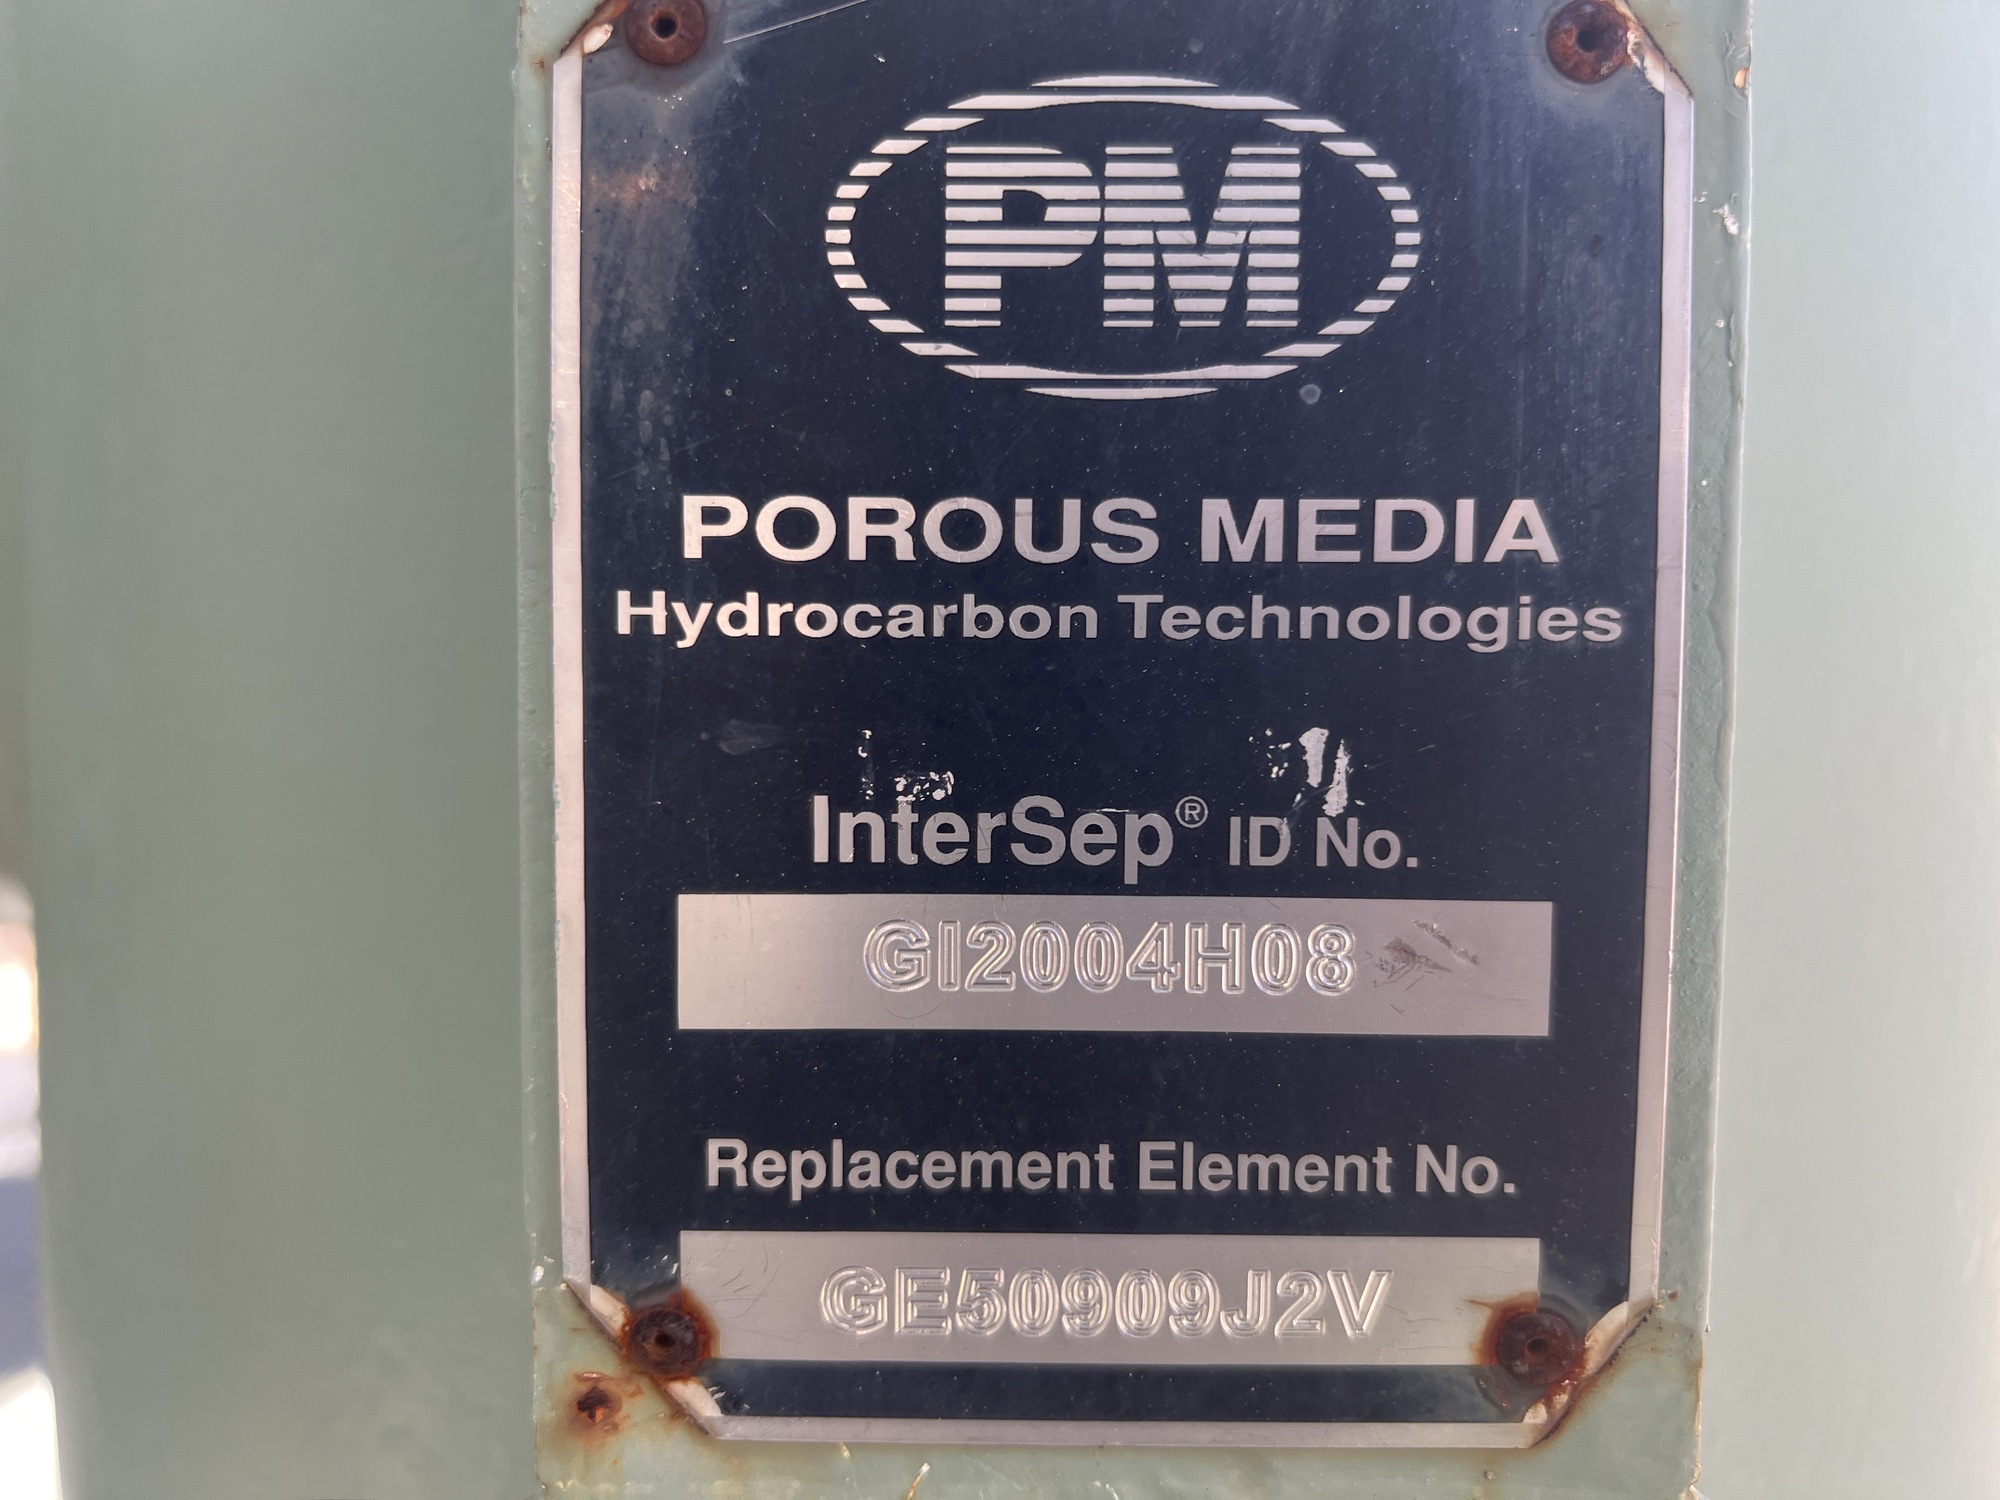 PM
POROUS MEDIA
Hydrocarbon Technologies
InterSep® ID No.
GI2004H08
Replacement Element No.
GE50909J2V